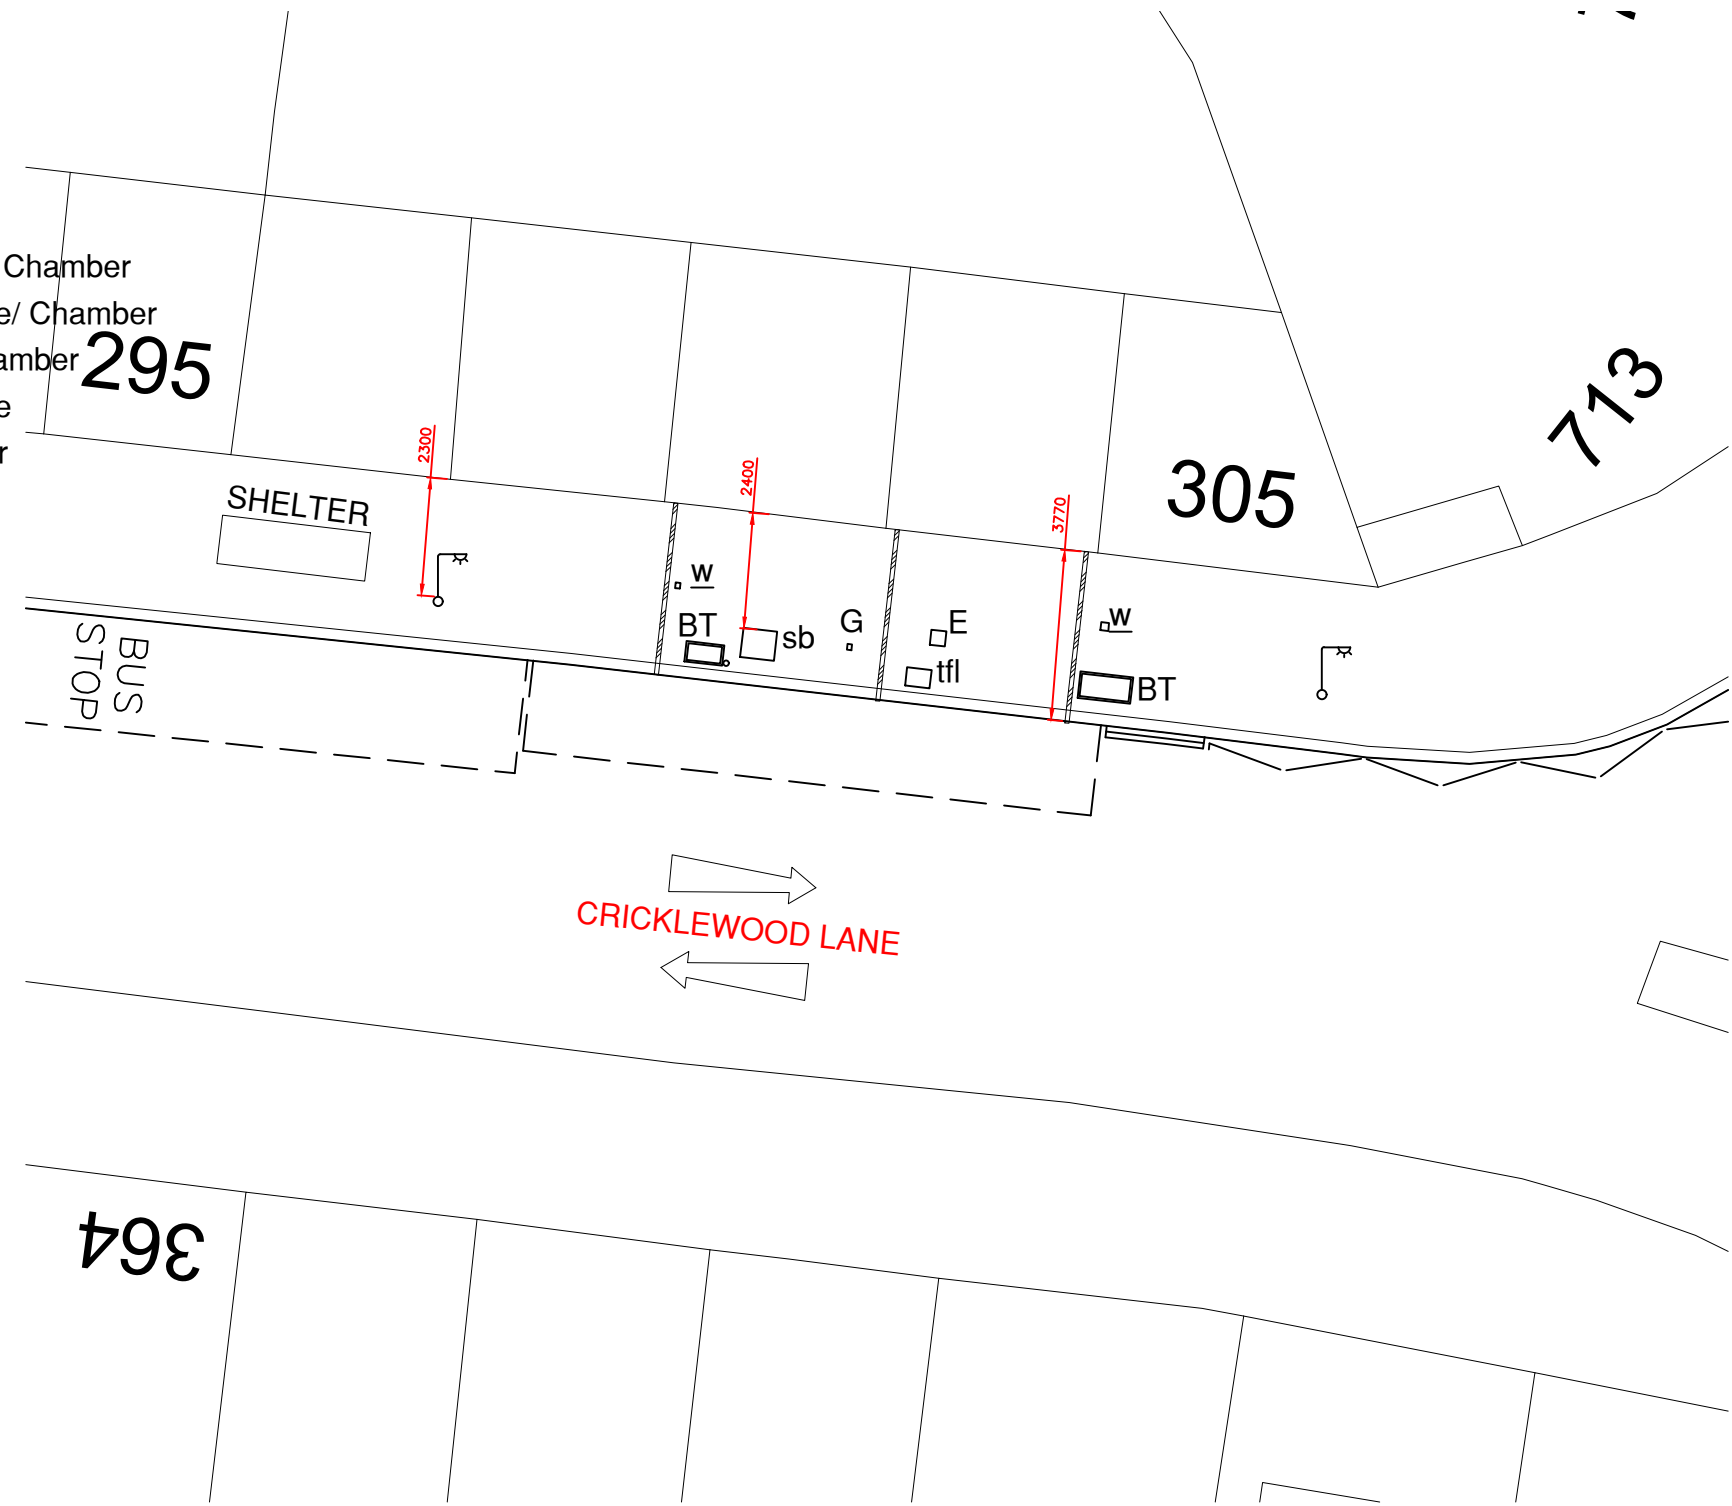 Chamber
e/ Chamber
amber
e
r
295
2300
SHELTER
2400
3770
305
713
w
BT
sb
G
E
tfl
w
BT
BUS
STOP
CRICKLEWOOD LANE
364